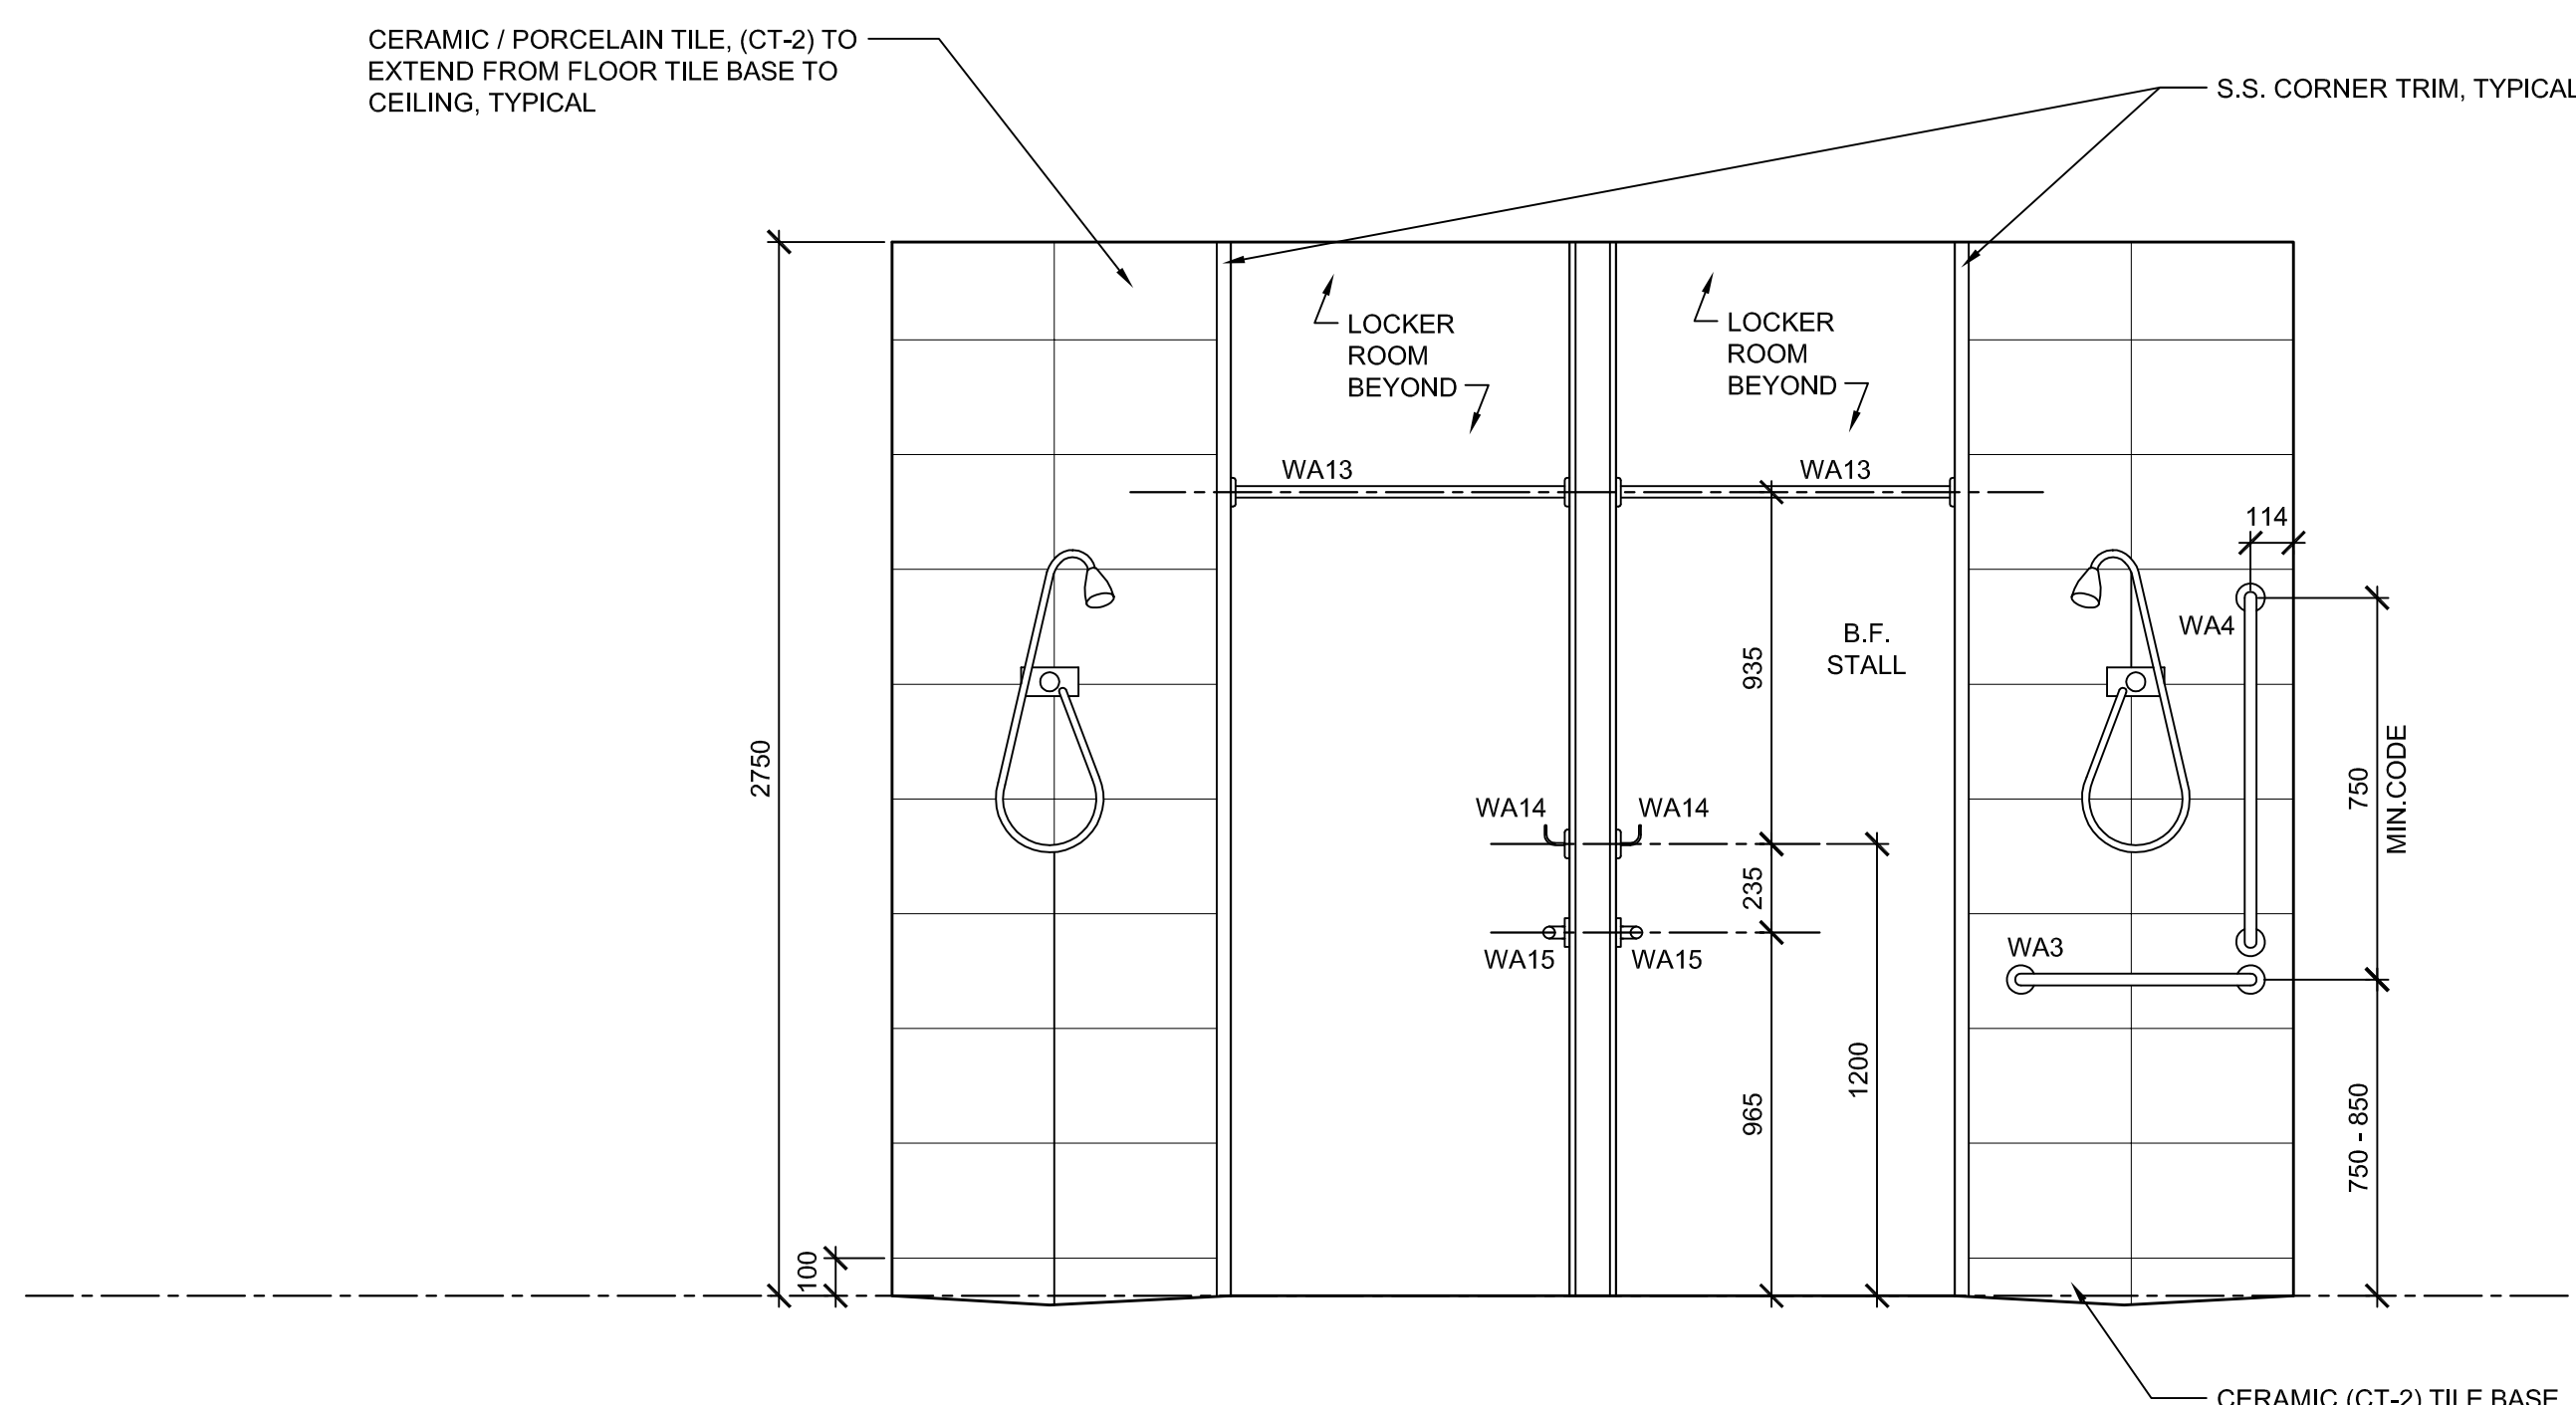 CERAMIC / PORCELAIN TILE, (CT-2) TO
EXTEND FROM FLOOR TILE BASE TO
CEILING, TYPICAL
S.S. CORNER TRIM, TYPICAL
LOCKER
ROOM
BEYOND
LOCKER
ROOM
BEYOND
WA13
WA13
114
WA4
B.F.
STALL
935
2750
750
MIN.CODE
WA14
WA14
235
WA15
WA15
WA3
1200
965
750 - 850
100
CERAMIC (CT-2) TILE BASE